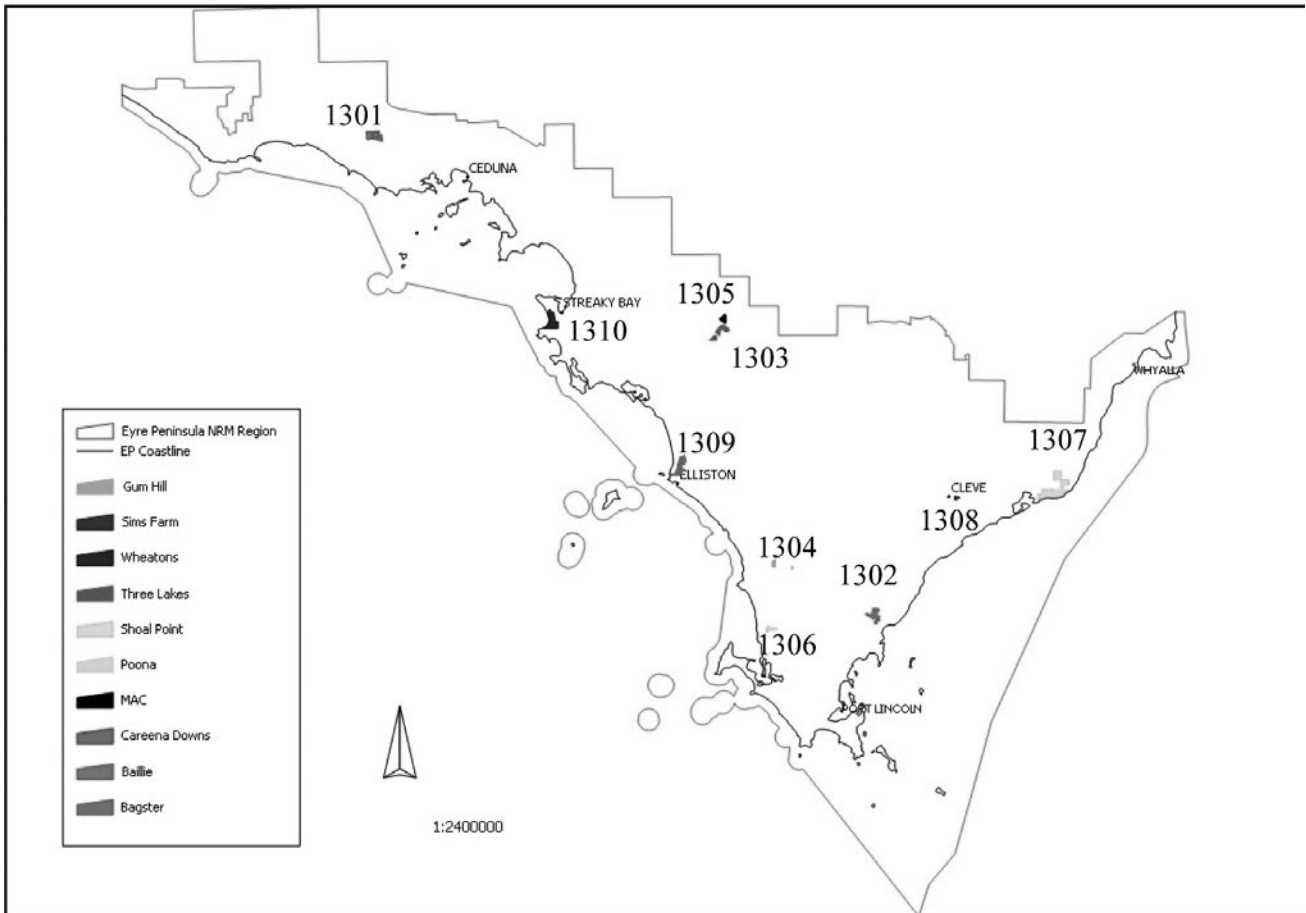 1301
CEDUNA
STREAKY BAY
1310
1305
1303
WHYALLA
1307
1309
ELLISTON
CLEVE
1308
1304
1302
1306
PORT LINCOLN
Eyre Peninsula NRM Region
EP Coastline
Gum Hill
Sims Farm
Wheatons
Three Lakes
Shoal Point
Poona
MAC
Careena Downs
Baillie
Bagster
1:2400000